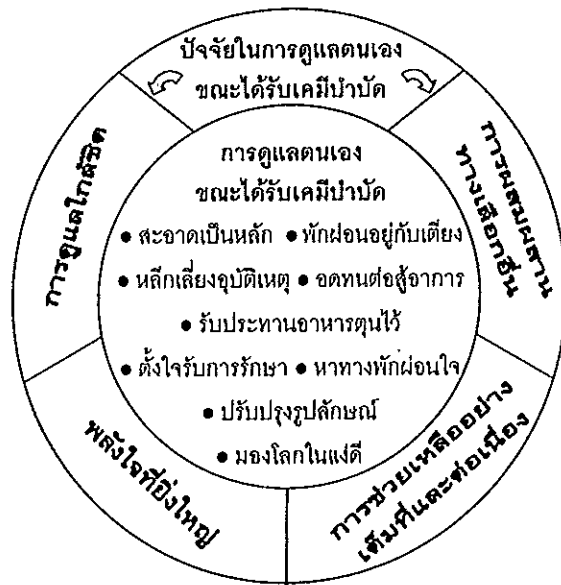 ปัจจัยในการดูแลตนเอง
ขณะได้รับเคมีบำบัด
การดูแลใกล้ชิด
การผสมผสาน
ทางเลือกอื่น
การดูแลตนเอง
ขณะได้รับเคมีบำบัด
● สะอาดเป็นหลัก ● พักผ่อนอยู่กับเตียง
● หลีกเลี่ยงอุบัติเหตุ ● อดทนต่อสู้อาการ
● รับประทานอาหารตุนไว้
● ตั้งใจรับการรักษา ● หาทางพักผ่อนใจ
● ปรับปรุงรูปลักษณ์
● มองโลกในแง่ดี
พลังใจที่ยิ่งใหญ่
การช่วยเหลืออย่าง
เต็มที่และต่อเนื่อง